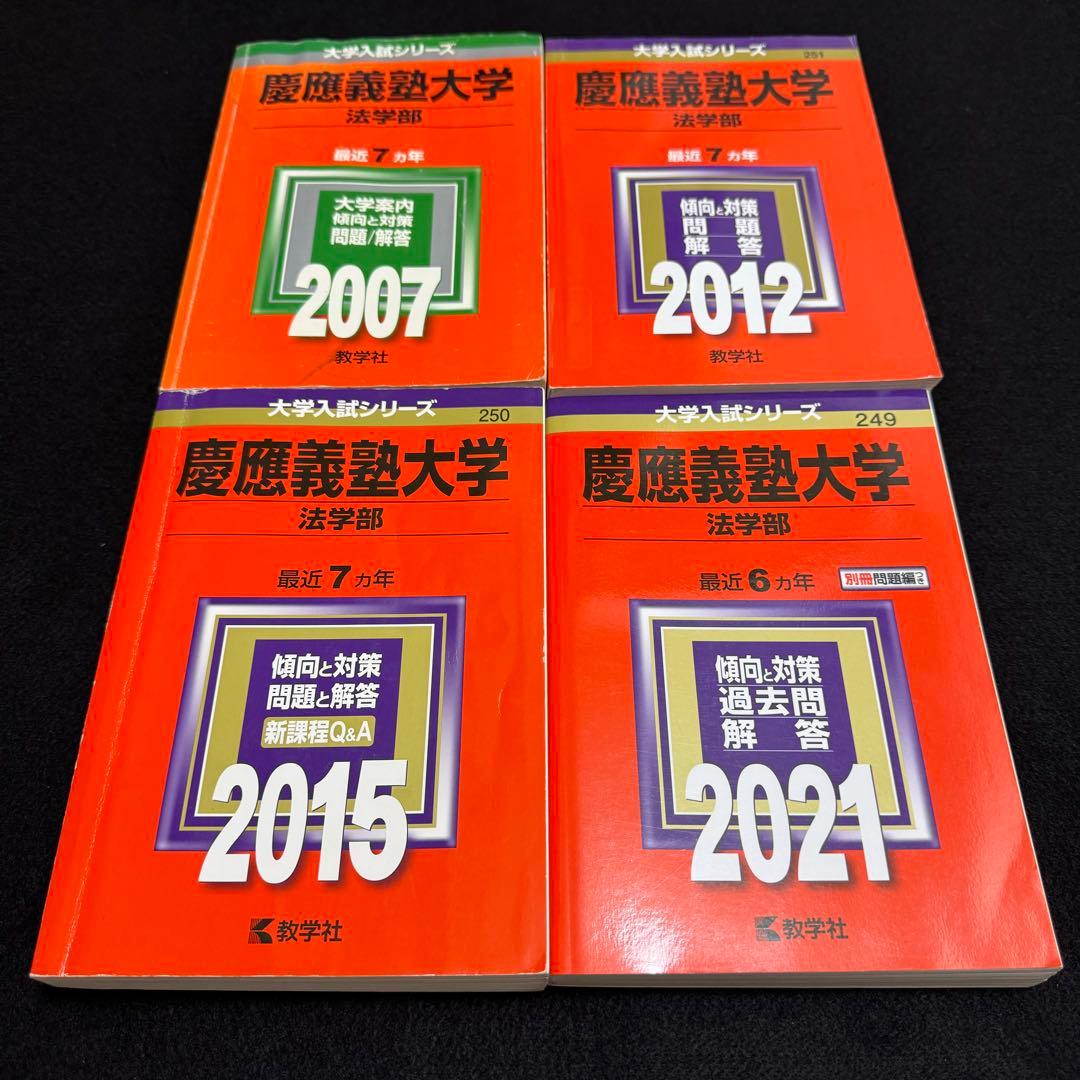 大学入試シリーズ
慶應義塾大学
法学部
最近7ヵ年
大学案内
傾向と対策
問題/解答
2007
教学社
大学入試シリーズ
251
慶應義塾大学
法学部
最近7ヵ年
傾向と対策
問題
解答
2012
教学社
大学入試シリーズ
250
慶應義塾大学
法学部
最近7ヵ年
傾向と対策
問題と解答
新課程Q&A
2015
教学社
大学入試シリーズ
249
慶應義塾大学
法学部
最近6ヵ年
別冊問題編つき
傾向と対策
過去問
解答
2021
教学社